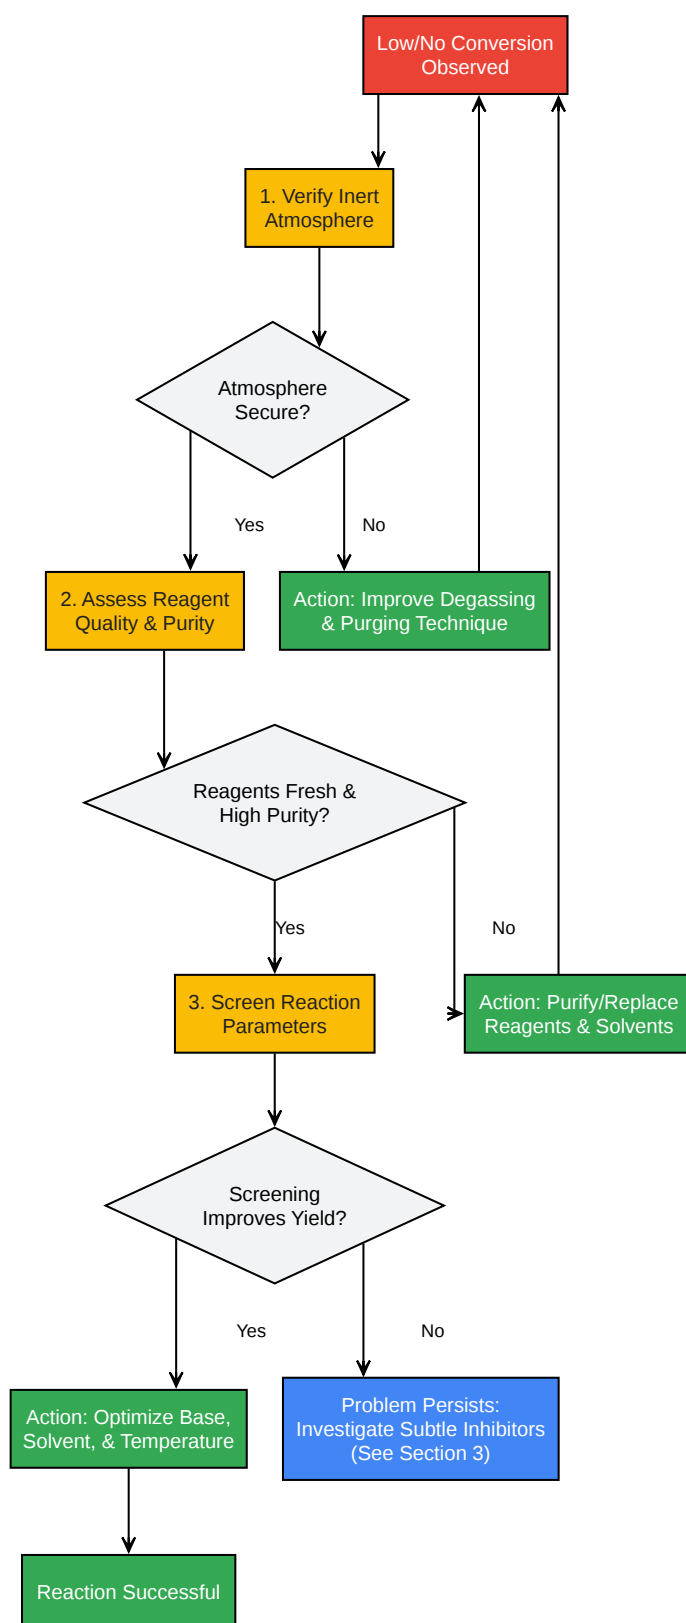 Low/No Conversion
Observed
1. Verify Inert
Atmosphere
Atmosphere
Secure?
Yes
No
2. Assess Reagent
Quality & Purity
Action: Improve Degassing
& Purging Technique
Reagents Fresh &
High Purity?
Yes
No
3. Screen Reaction
Parameters
Action: Purify/Replace
Reagents & Solvents
Screening
Improves Yield?
Yes
No
Action: Optimize Base,
Solvent, & Temperature
Problem Persists:
Investigate Subtle Inhibitors
(See Section 3)
Reaction Successful